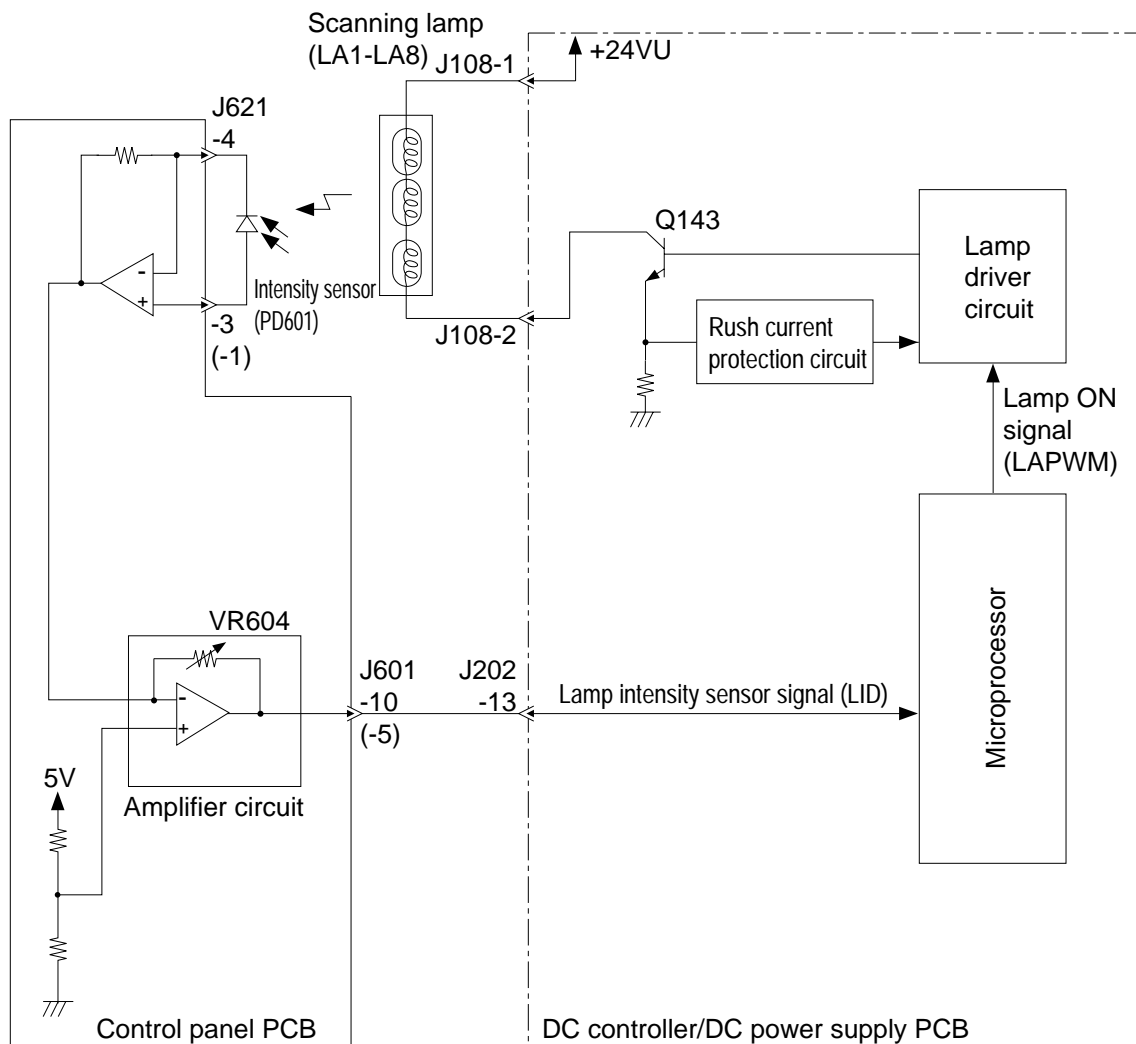 Scanning lamp
(LA1-LA8)
J108-1
+24VU
J621
-4
Q143
Lamp
driver
circuit
Intensity sensor
(PD601)
-3
(-1)
J108-2
Rush current
protection circuit
Lamp ON
signal
(LAPWM)
VR604
J601
-10
(-5)
J202
-13
Lamp intensity sensor signal (LID)
Microprocessor
5V
Amplifier circuit
Control panel PCB
DC controller/DC power supply PCB
-
+
-
+